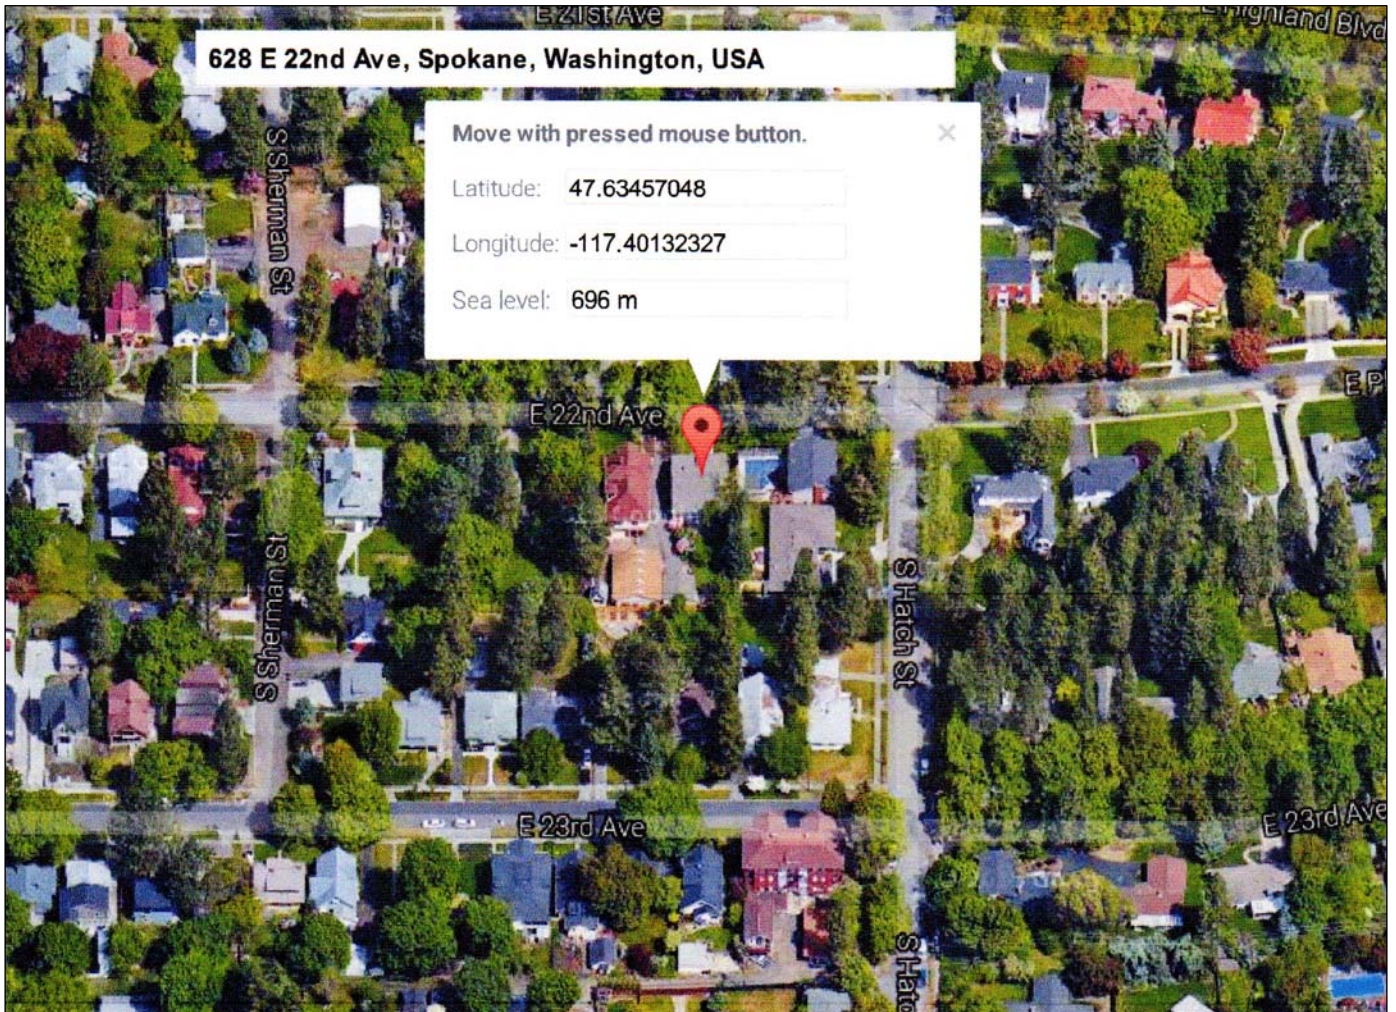 E 21st Ave
E Highland Blvd
628 E 22nd Ave, Spokane, Washington, USA
Move with pressed mouse button.
×
Latitude: 47.63457048
Longitude: -117.40132327
Sea level: 696 m
S Sherman St
E 22nd Ave
E P
S Sherman St
S Hatch St
E 23rd Ave
E 23rd Ave
S Hatc